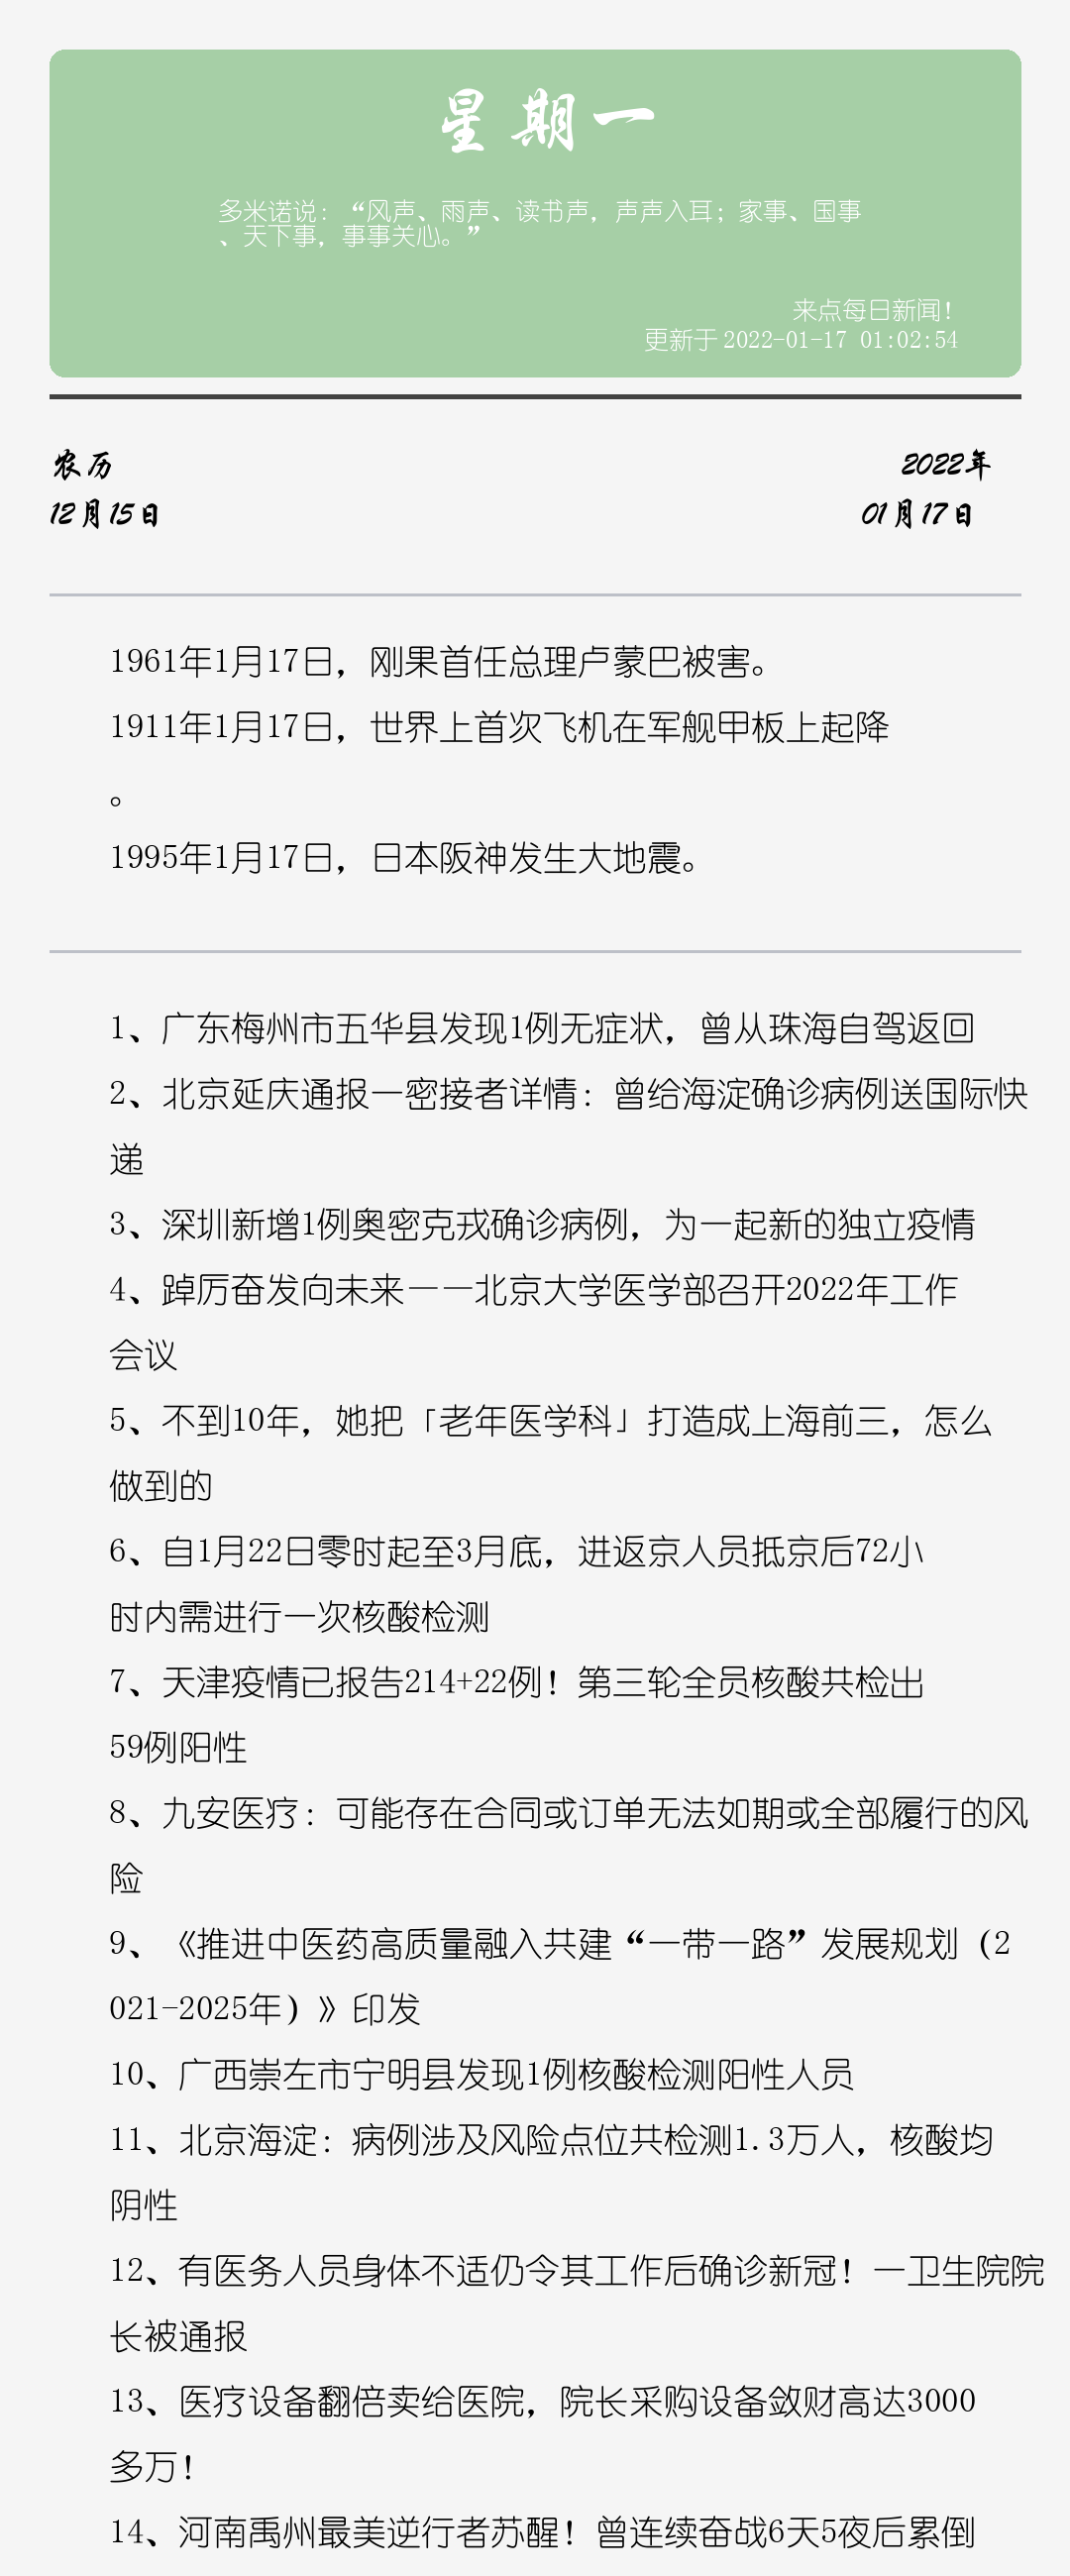 星期一
多米诺说：“风声、雨声、读书声，声声入耳；家事、国事
、天下事，事事关心。”
来点每日新闻！
更新于 2022-01-17 01:02:54
农历
2022年
12月15日
01月17日
1961年1月17日，刚果首任总理卢蒙巴被害。
1911年1月17日，世界上首次飞机在军舰甲板上起降
。
1995年1月17日，日本阪神发生大地震。
1、广东梅州市五华县发现1例无症状，曾从珠海自驾返回
2、北京延庆通报一密接者详情：曾给海淀确诊病例送国际快
递
3、深圳新增1例奥密克戎确诊病例，为一起新的独立疫情
4、踔厉奋发向未来——北京大学医学部召开2022年工作
会议
5、不到10年，她把「老年医学科」打造成上海前三，怎么
做到的
6、自1月22日零时起至3月底，进返京人员抵京后72小
时内需进行一次核酸检测
7、天津疫情已报告214+22例！第三轮全员核酸共检出
59例阳性
8、九安医疗：可能存在合同或订单无法如期或全部履行的风
险
9、《推进中医药高质量融入共建“一带一路”发展规划（2
021-2025年）》印发
10、广西崇左市宁明县发现1例核酸检测阳性人员
11、北京海淀：病例涉及风险点位共检测1.3万人，核酸均
阴性
12、有医务人员身体不适仍令其工作后确诊新冠！一卫生院院
长被通报
13、医疗设备翻倍卖给医院，院长采购设备敛财高达3000
多万！
14、河南禹州最美逆行者苏醒！曾连续奋战6天5夜后累倒